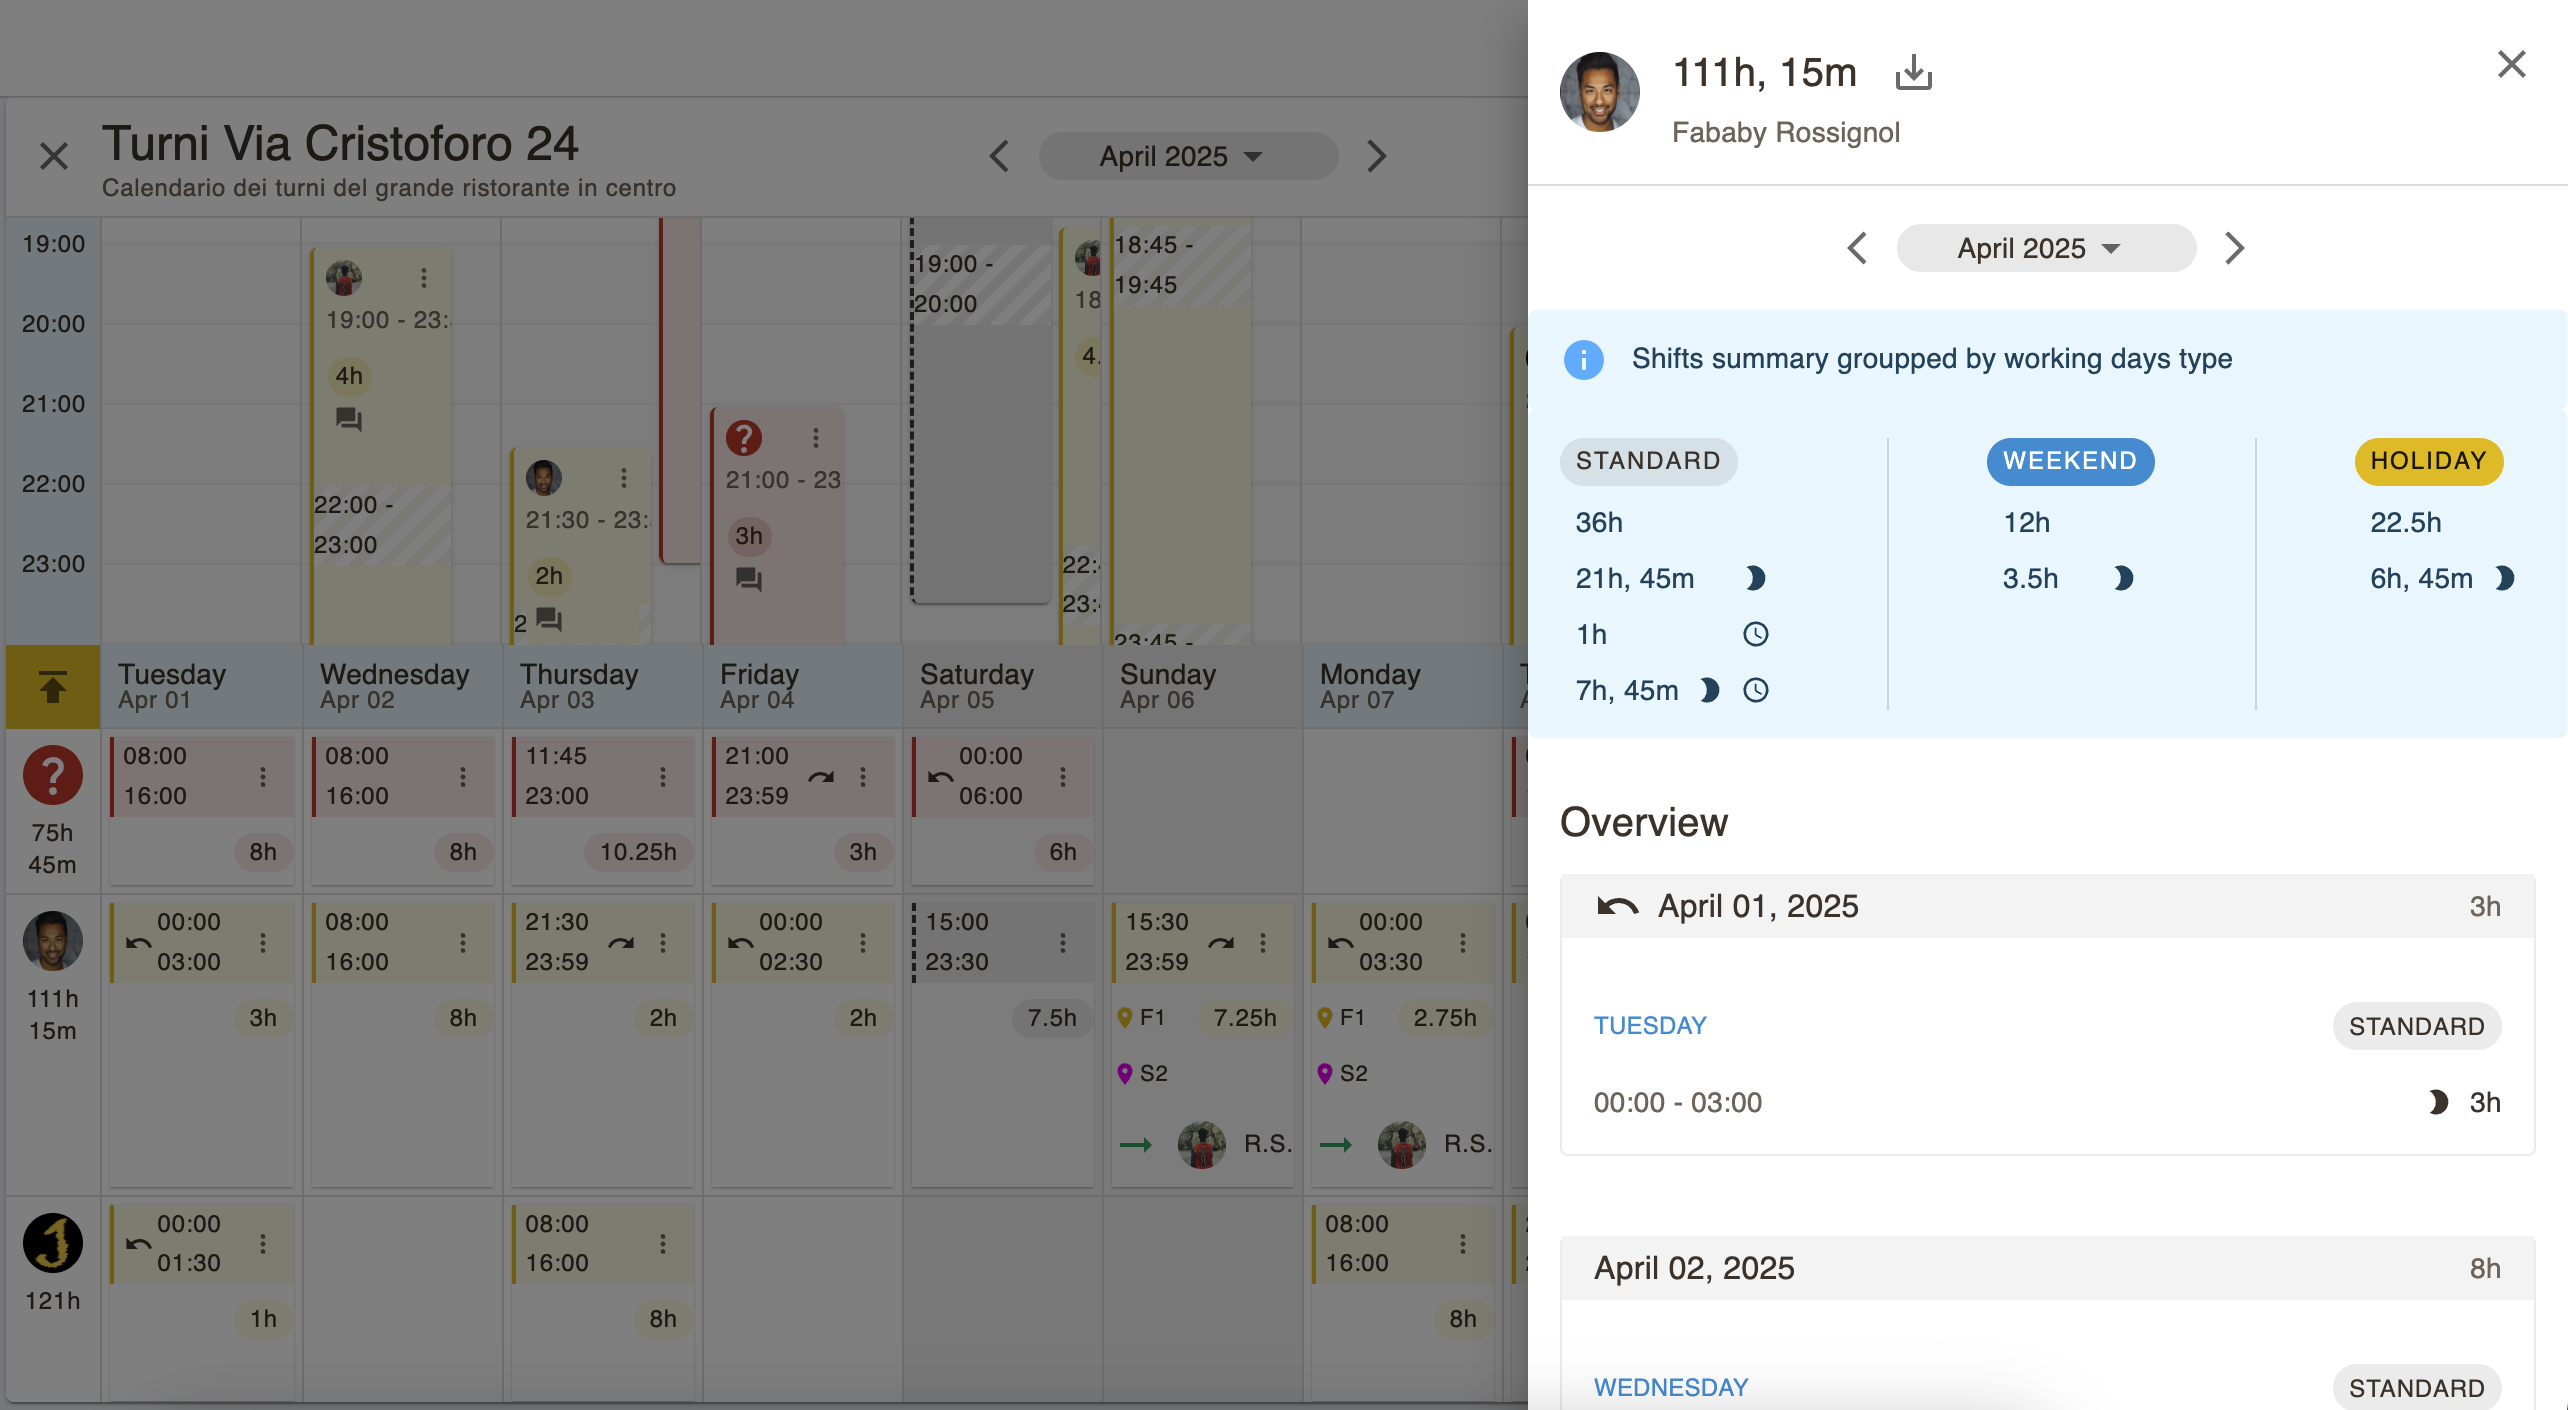 Turni Via Cristoforo 24
Calendario dei turni del grande ristorante in centro
April 2025
19:00
20:00
21:00
22:00
23:00
19:00 - 23:
4h
22:00 -
23:00
21:30 - 23:
2h
2
21:00 - 23
3h
19:00 -
20:00
18
4.
22:
23:
18:45 -
19:45
23:45 -
Tuesday
Apr 01
Wednesday
Apr 02
Thursday
Apr 03
Friday
Apr 04
Saturday
Apr 05
Sunday
Apr 06
Monday
Apr 07
?
75h
45m
08:00
16:00
8h
08:00
16:00
8h
11:45
23:00
10.25h
21:00
23:59
3h
00:00
06:00
6h
111h
15m
00:00
03:00
3h
08:00
16:00
8h
21:30
23:59
2h
00:00
02:30
2h
15:00
23:30
7.5h
15:30
23:59
F1
7.25h
S2
R.S.
00:00
03:30
F1
2.75h
S2
R.S.
121h
00:00
01:30
1h
08:00
16:00
8h
08:00
16:00
8h
111h, 15m
Fababy Rossignol
April 2025
Shifts summary groupped by working days type
STANDARD
36h
21h, 45m
1h
7h, 45m
WEEKEND
12h
3.5h
HOLIDAY
22.5h
6h, 45m
Overview
April 01, 2025 3h
TUESDAY STANDARD
00:00 - 03:00 3h
April 02, 2025 8h
WEDNESDAY STANDARD